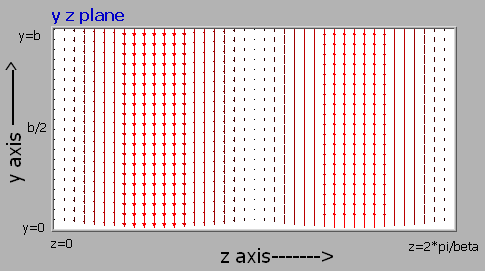 y z plane
y=b
b/2
y axis
y=0
z=0
z axis------->
z=2*pi/beta